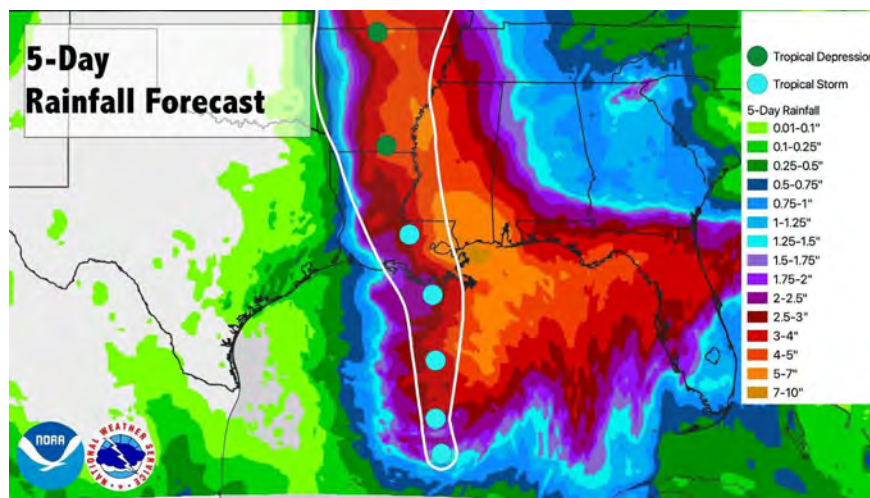 5-Day
Rainfall Forecast
Tropical Depression
Tropical Storm
5-Day Rainfall
0.01-0.1"
0.1-0.25"
0.25-0.5"
0.5-0.75"
0.75-1"
1-1.25"
1.25-1.5"
1.5-1.75"
1.75-2"
2-2.5"
2.5-3"
3-4"
4-5"
5-7"
7-10"
NOAA
NATIONAL WEATHER SERVICE